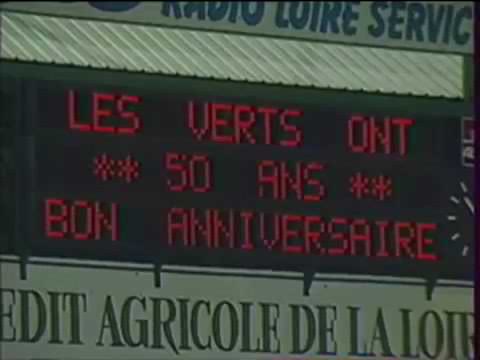 RADIO LOIRE SERVIC
LES VERTS ONT
** 50 ANS **
BON ANNIVERSAIRE
EDIT AGRICOLE DE LA LOIR